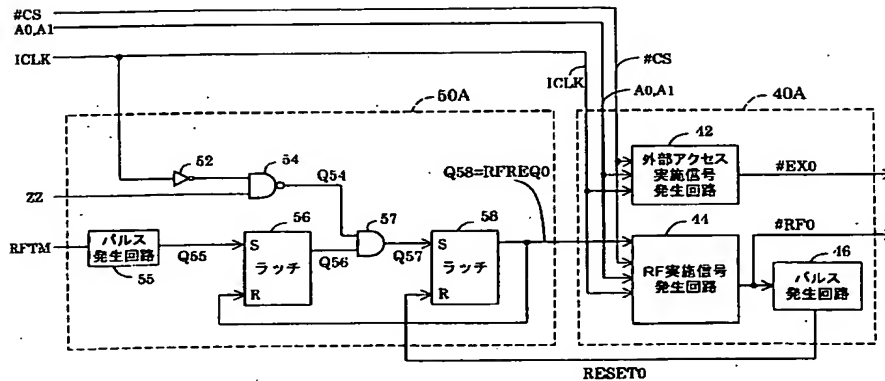 #CS
A0,A1
ICLK
#CS
ICLK
A0,A1
50A
40A
52
54
Q54
ZZ
Q58=RFREQ0
42
外部アクセス
実施信号
発生回路
#EX0
RFTM
パルス
発生回路
55
Q55
56
S
ラッチ
R
Q56
57
Q57
58
S
ラッチ
R
44
RF実施信号
発生回路
#RF0
46
パルス
発生回路
RESET0